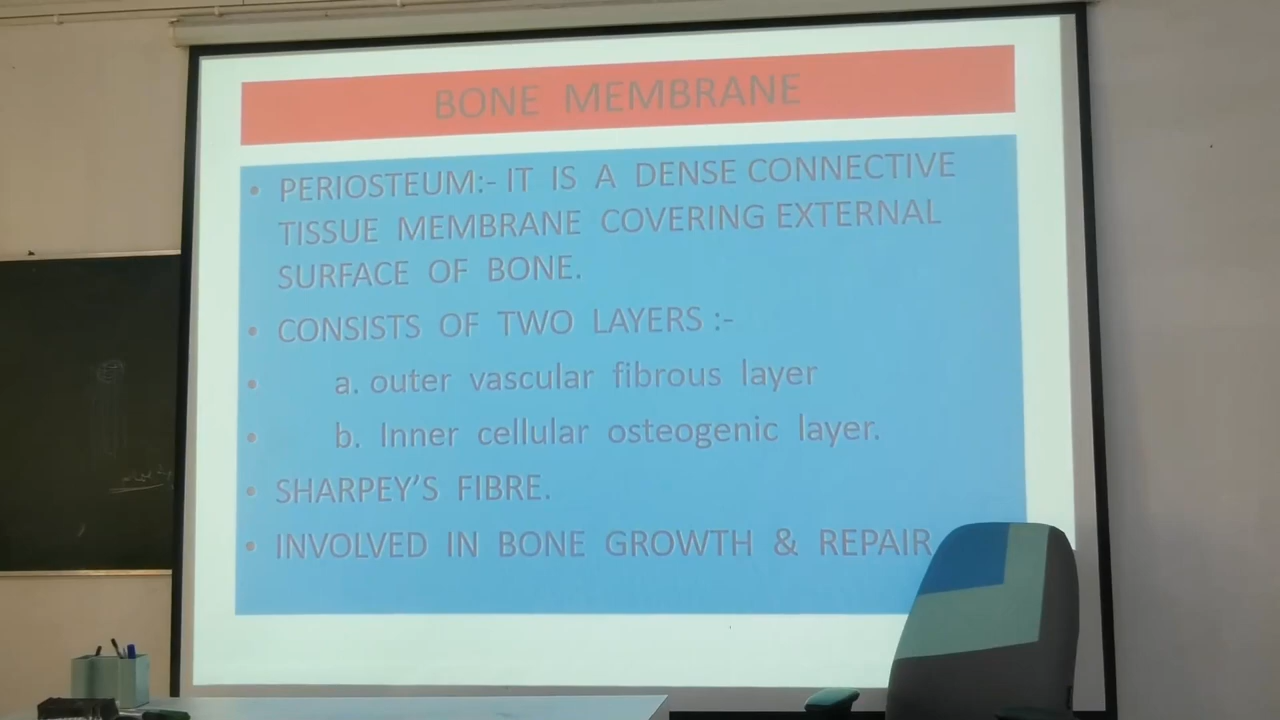 BONE MEMBRANE
• PERIOSTEUM:- IT IS A DENSE CONNECTIVE
TISSUE MEMBRANE COVERING EXTERNAL
SURFACE OF BONE.
• CONSISTS OF TWO LAYERS :-
• a. outer vascular fibrous layer
• b. Inner cellular osteogenic layer.
• SHARPEY'S FIBRE.
• INVOLVED IN BONE GROWTH & REPAIR